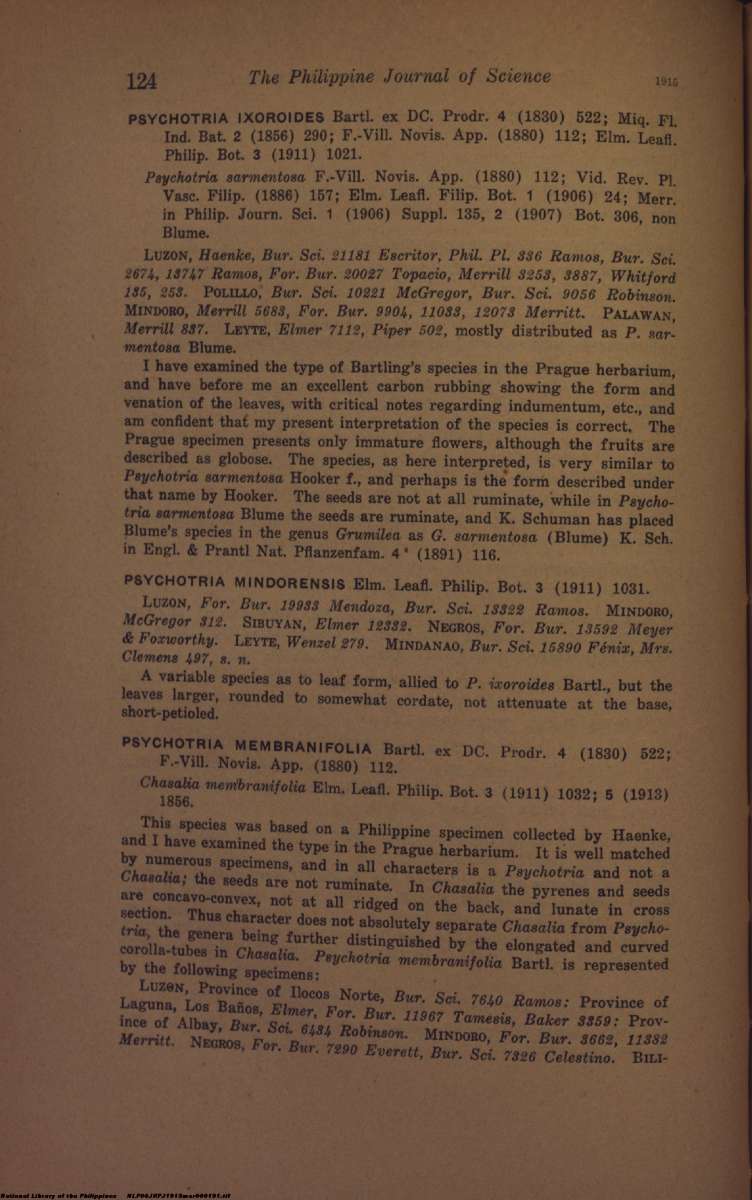 124 The Philippine Journal of Science 1915
PSYCHOTRIA IXOROIDES Bartl. ex DC. Prodr. 4 (1830) 522; Miq. Fl.
Ind. Bat. 2 (1856) 290; F.-Vill. Novis. App. (1880) 112; Elm. Leafl.
Philip. Bot. 3 (1911) 1021.
Psychotria sarmentosa F.-Vill. Novis. App. (1880) 112; Vid. Rev. Pl.
Vasc. Filip. (1886) 157; Elm. Leafl. Filip. Bot. 1 (1906) 24; Merr.
in Philip. Journ. Sci. 1 (1906) Suppl. 135, 2 (1907) Bot. 306, non
Blume.
LUZON, Haenke, Bur. Sci. 21181 Escritor, Phil. Pl. 336 Ramos, Bur. Sci.
2674, 13747 Ramos, For. Bur. 20027 Topacio, Merrill 3253, 3887, Whitford
135, 253. POLILLO, Bur. Sci. 10221 McGregor, Bur. Sci. 9056 Robinson.
MINDORO, Merrill 5683, For. Bur. 9904, 11033, 12073 Merritt. PALAWAN,
Merrill 837. LEYTE, Elmer 7112, Piper 502, mostly distributed as P. sar-
mentosa Blume.
I have examined the type of Bartling's species in the Prague herbarium,
and have before me an excellent carbon rubbing showing the form and
venation of the leaves, with critical notes regarding indumentum, etc., and
am confident that my present interpretation of the species is correct. The
Prague specimen presents only immature flowers, although the fruits are
described as globose. The species, as here interpreted, is very similar to
Psychotria sarmentosa Hooker f., and perhaps is the form described under
that name by Hooker. The seeds are not at all ruminate, while in Psycho-
tria sarmentosa Blume the seeds are ruminate, and K. Schuman has placed
Blume's species in the genus Grumilea as G. sarmentosa (Blume) K. Sch.
in Engl. & Prantl Nat. Pflanzenfam. 4 (1891) 116.
PSYCHOTRIA MINDORENSIS Elm. Leafl. Philip. Bot. 3 (1911) 1031.
LUZON, For. Bur. 19933 Mendoza, Bur. Sci. 13322 Ramos. MINDORO,
McGregor 312. SIBUYAN, Elmer 12332. NEGROS, For. Bur. 13592 Meyer
& Foxworthy. LEYTE, Wenzel 279. MINDANAO, Bur. Sci. 15890 Fénix, Mrs.
Clemens 497, s. n.
A variable species as to leaf form, allied to P. ixoroides Bartl., but the
leaves larger, rounded to somewhat cordate, not attenuate at the base,
short-petioled.
PSYCHOTRIA MEMBRANIFOLIA Bartl. ex DC. Prodr. 4 (1830) 522;
F.-Vill. Novis. App. (1880) 112.
Chasalia membranifolia Elm. Leafl. Philip. Bot. 3 (1911) 1032; 5 (1913)
1856.
This species was based on a Philippine specimen collected by Haenke,
and I have examined the type in the Prague herbarium. It is well matched
by numerous specimens, and in all characters is a Psychotria and not a
Chasalia; the seeds are not ruminate. In Chasalia the pyrenes and seeds
are concavo-convex, not at all ridged on the back, and lunate in cross
section. Thus character does not absolutely separate Chasalia from Psycho-
tria, the genera being further distinguished by the elongated and curved
corolla-tubes in Chasalia. Psychotria membranifolia Bartl. is represented
by the following specimens:
LUZON, Province of Ilocos Norte, Bur. Sci. 7640 Ramos: Province of
Laguna, Los Baños, Elmer, For. Bur. 11967 Tamesis, Baker 3359: Prov-
ince of Albay, Bur. Sci. 6434 Robinson. MINDORO, For. Bur. 3662, 11382
Merritt. NEGROS, For. Bur. 7290 Everett, Bur. Sci. 7326 Celestino. BILI-
National Library of the Philippines